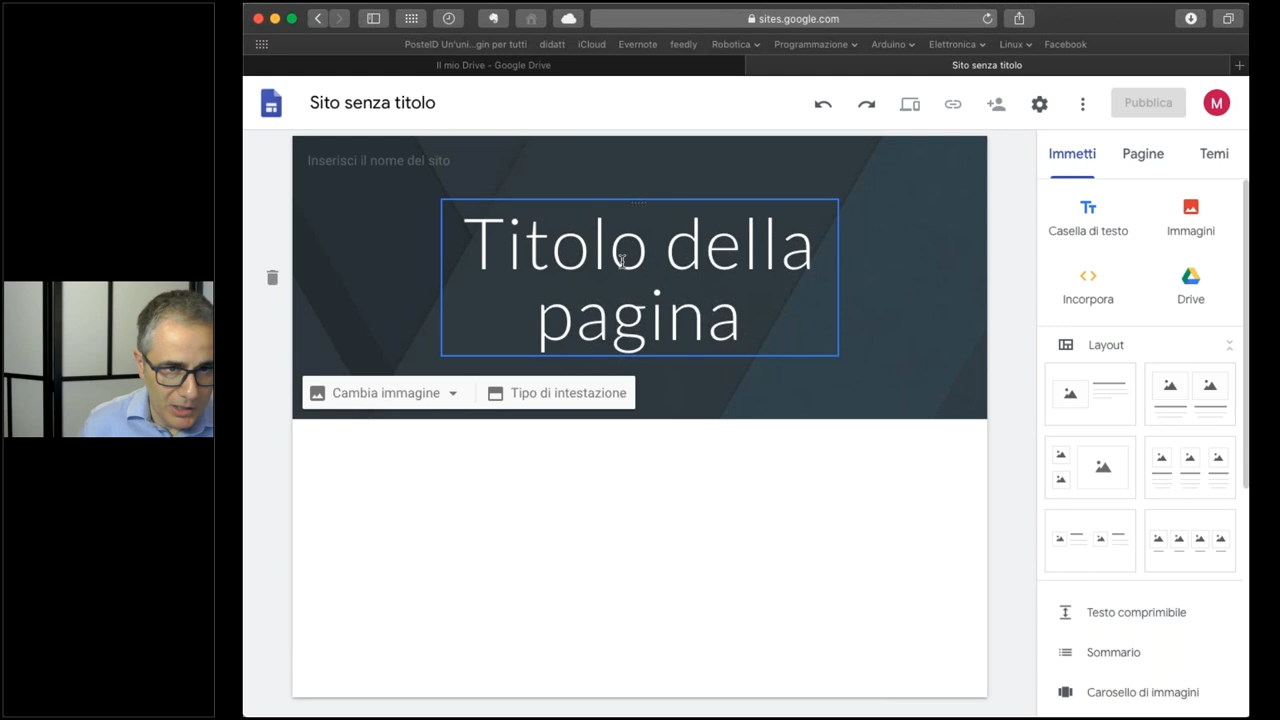 sites.google.com
PosteID Un'uni...gin per tutti didatt iCloud Evernote feedly Robotica Programmazione Arduino Elettronica Linux Facebook
Il mio Drive - Google Drive Sito senza titolo
Sito senza titolo
Pubblica M
Inserisci il nome del sito
Titolo della
pagina
Cambia immagine Tipo di intestazione
Immetti Pagine Temi
Tt
Casella di testo Immagini
Incorpora Drive
Layout
Testo comprimibile
Sommario
Carosello di immagini